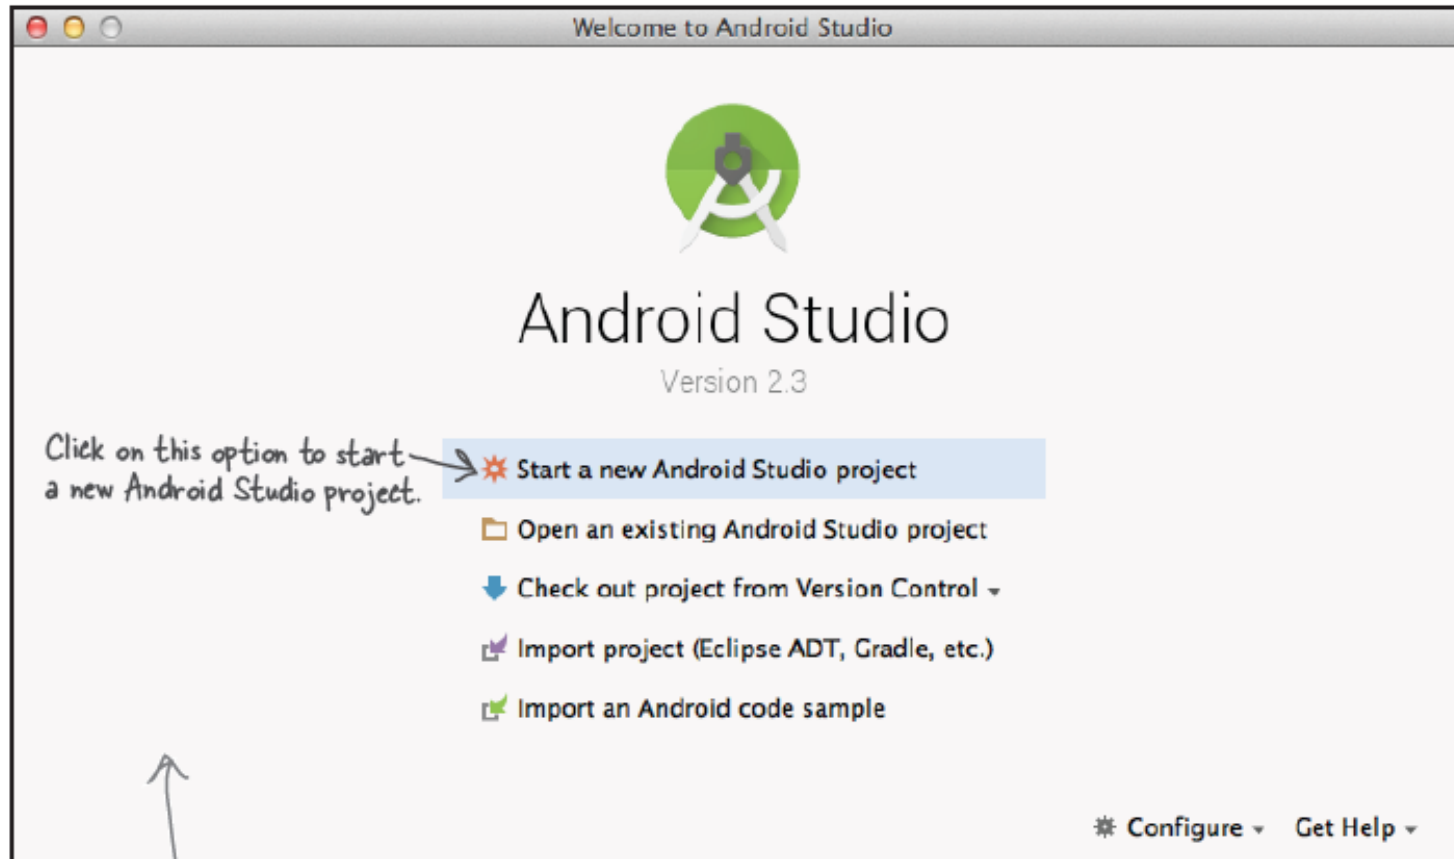 Welcome to Android Studio
Android Studio
Version 2.3
Click on this option to start
a new Android Studio project.
Start a new Android Studio project
Open an existing Android Studio project
Check out project from Version Control
Import project (Eclipse ADT, Gradle, etc.)
Import an Android code sample
Configure Get Help